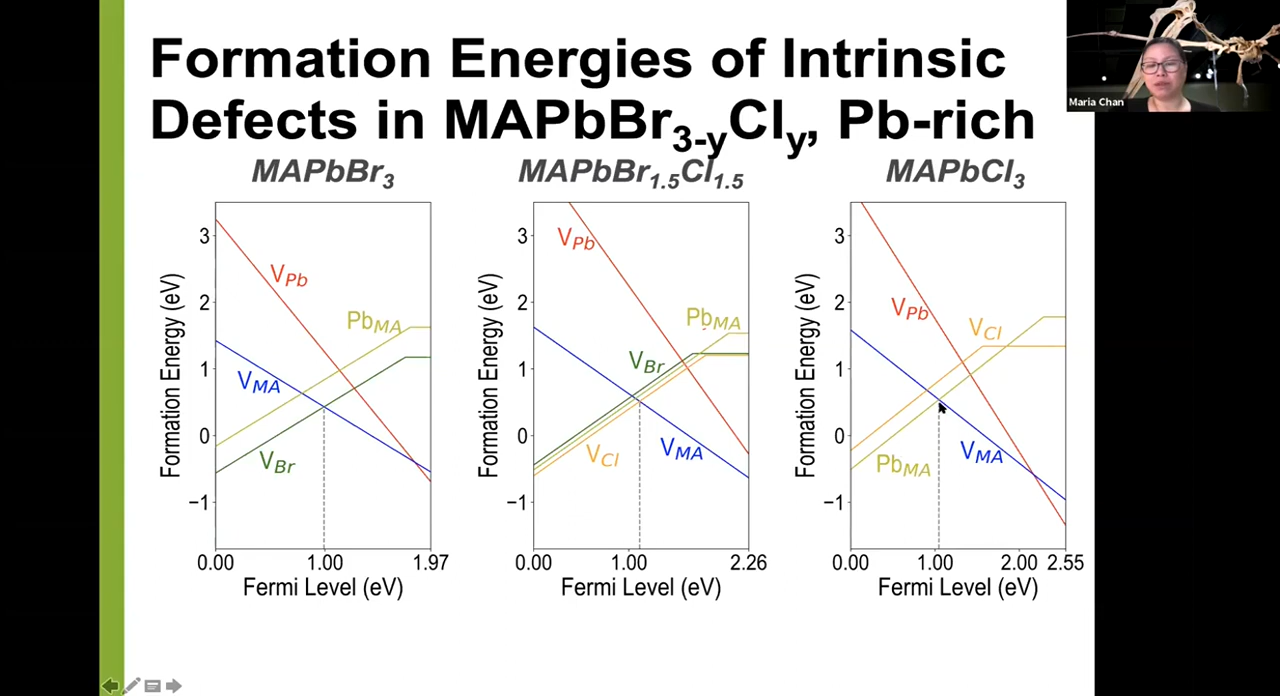 Formation Energies of Intrinsic
Defects in MAPbBr3-yCly, Pb-rich
Maria Chan
MAPbBr3
3
2
1
0
−1
Formation Energy (eV)
VPb
PbMA
VMA
VBr
0.00 1.00 1.97
Fermi Level (eV)
MAPbBr1.5Cl1.5
3
2
1
0
−1
Formation Energy (eV)
VPb
PbMA
VBr
VCl
VMA
0.00 1.00 2.26
Fermi Level (eV)
MAPbCl3
3
2
1
0
−1
Formation Energy (eV)
VPb
VCl
PbMA
VMA
0.00 1.00 2.00 2.55
Fermi Level (eV)